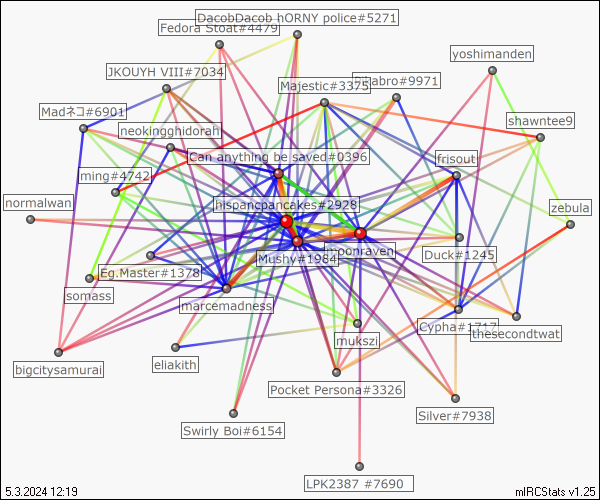 DacobDacob hORNY police#5271
Fedora Stoat#4479
yoshimanden
JKOUYH VIII#7034
Majestic#3375
#9971
Madネコ#6901
shawntee9
neokingghidorah
Can anything be saved#0396
frisout
ming#4742
normalwan
hispancpancakes#2928
zebula
moonraven
Mushy#1984
Duck#1245
Eg.Master#1378
somass
marcemadness
Cypha#1717
thesecondtwat
mukszi
bigcitysamurai
eliakith
Pocket Persona#3326
Silver#7938
Swirly Boi#6154
LPK2387 #7690
5.3.2024 12:19
mIRCStats v1.25